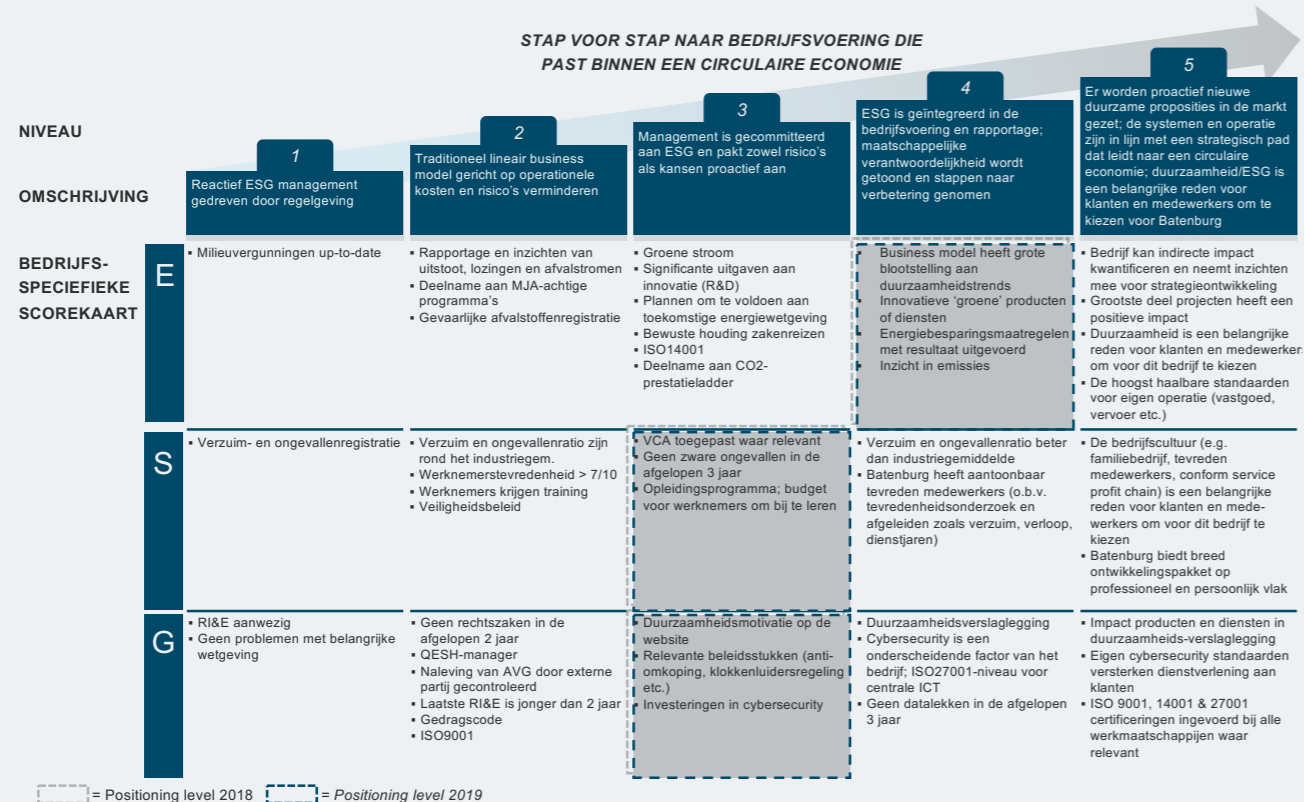 STAP VOOR STAP NAAR BEDRIJFSVOERING DIE
PAST BINNEN EEN CIRCULAIRE ECONOMIE
NIVEAU
OMSCHRIJVING
1
Reactief ESG management
gedreven door regelgeving
2
Traditioneel lineair business
model gericht op operationele
kosten en risico's verminderen
3
Management is gecommitteerd
aan ESG en pakt zowel risico's
als kansen proactief aan
4
ESG is geïntegreerd in de
bedrijfsvoering en rapportage;
maatschappelijke
verantwoordelijkheid wordt
getoond en stappen naar
verbetering genomen
5
Er worden proactief nieuwe
duurzame proposities in de markt
gezet; de systemen en operatie
zijn in lijn met een strategisch pad
dat leidt naar een circulaire
economie; duurzaamheid/ESG is
een belangrijke reden voor
klanten en medewerkers om te
kiezen voor Batenburg
BEDRIJFS-
SPECIEFIEKE
SCOREKAART
E
▪ Milieuvergunningen up-to-date
▪ Rapportage en inzichten van
uitstoot, lozingen en afvalstromen
▪ Deelname aan MJA-achtige
programma's
▪ Gevaarlijke afvalstoffenregistratie
▪ Groene stroom
▪ Significante uitgaven aan
innovatie (R&D)
▪ Plannen om te voldoen aan
toekomstige energiewetgeving
▪ Bewuste houding zakenreizen
▪ ISO14001
▪ Deelname aan CO2-
prestatieladder
▪ Business model heeft grote
blootstelling aan
duurzaamheidstrends
▪ Innovatieve 'groene' producten
of diensten
▪ Energiebesparingsmaatregelen
met resultaat uitgevoerd
▪ Inzicht in emissies
▪ Bedrijf kan indirecte impact
kwantificeren en neemt inzichten
mee voor strategieontwikkeling
▪ Grootste deel projecten heeft een
positieve impact
▪ Duurzaamheid is een belangrijke
reden voor klanten en medewerkers
om voor dit bedrijf te kiezen
▪ De hoogst haalbare standaarden
voor eigen operatie (vastgoed,
vervoer etc.)
S
▪ Verzuim- en ongevallenregistratie
▪ Verzuim en ongevallenratio zijn
rond het industriegem.
▪ Werknemerstevredenheid > 7/10
▪ Werknemers krijgen training
▪ Veiligheidsbeleid
▪ VCA toegepast waar relevant
▪ Geen zware ongevallen in de
afgelopen 3 jaar
▪ Opleidingsprogramma; budget
voor werknemers om bij te leren
▪ Verzuim en ongevallenratio beter
dan industriegemiddelde
▪ Batenburg heeft aantoonbaar
tevreden medewerkers (o.b.v.
tevredenheidsonderzoek en
afgeleiden zoals verzuim, verloop,
dienstjaren)
▪ De bedrijfscultuur (e.g.
familiebedrijf, tevreden
medewerkers, conform service
profit chain) is een belangrijke
reden voor klanten en mede-
werkers om voor dit bedrijf te
kiezen
▪ Batenburg biedt breed
ontwikkelingspakket op
professioneel en persoonlijk vlak
G
▪ RI&E aanwezig
▪ Geen problemen met belangrijke
wetgeving
▪ Geen rechtszaken in de
afgelopen 2 jaar
▪ QESH-manager
▪ Naleving van AVG door externe
partij gecontroleerd
▪ Laatste RI&E is jonger dan 2 jaar
▪ Gedragscode
▪ ISO9001
▪ Duurzaamheidsmotivatie op de
website
▪ Relevante beleidsstukken (anti-
omkoping, klokkenluidersregeling
etc.)
▪ Investeringen in cybersecurity
▪ Duurzaamheidsverslaglegging
▪ Cybersecurity is een
onderscheidende factor van het
bedrijf; ISO27001-niveau voor
centrale ICT
▪ Geen datalekken in de afgelopen
3 jaar
▪ Impact producten en diensten in
duurzaamheids-verslaglegging
▪ Eigen cybersecurity standaarden
versterken dienstverlening aan
klanten
▪ ISO 9001, 14001 & 27001
certificeringen ingevoerd bij alle
werkmaatschappijen waar
relevant
= Positioning level 2018
= Positioning level 2019